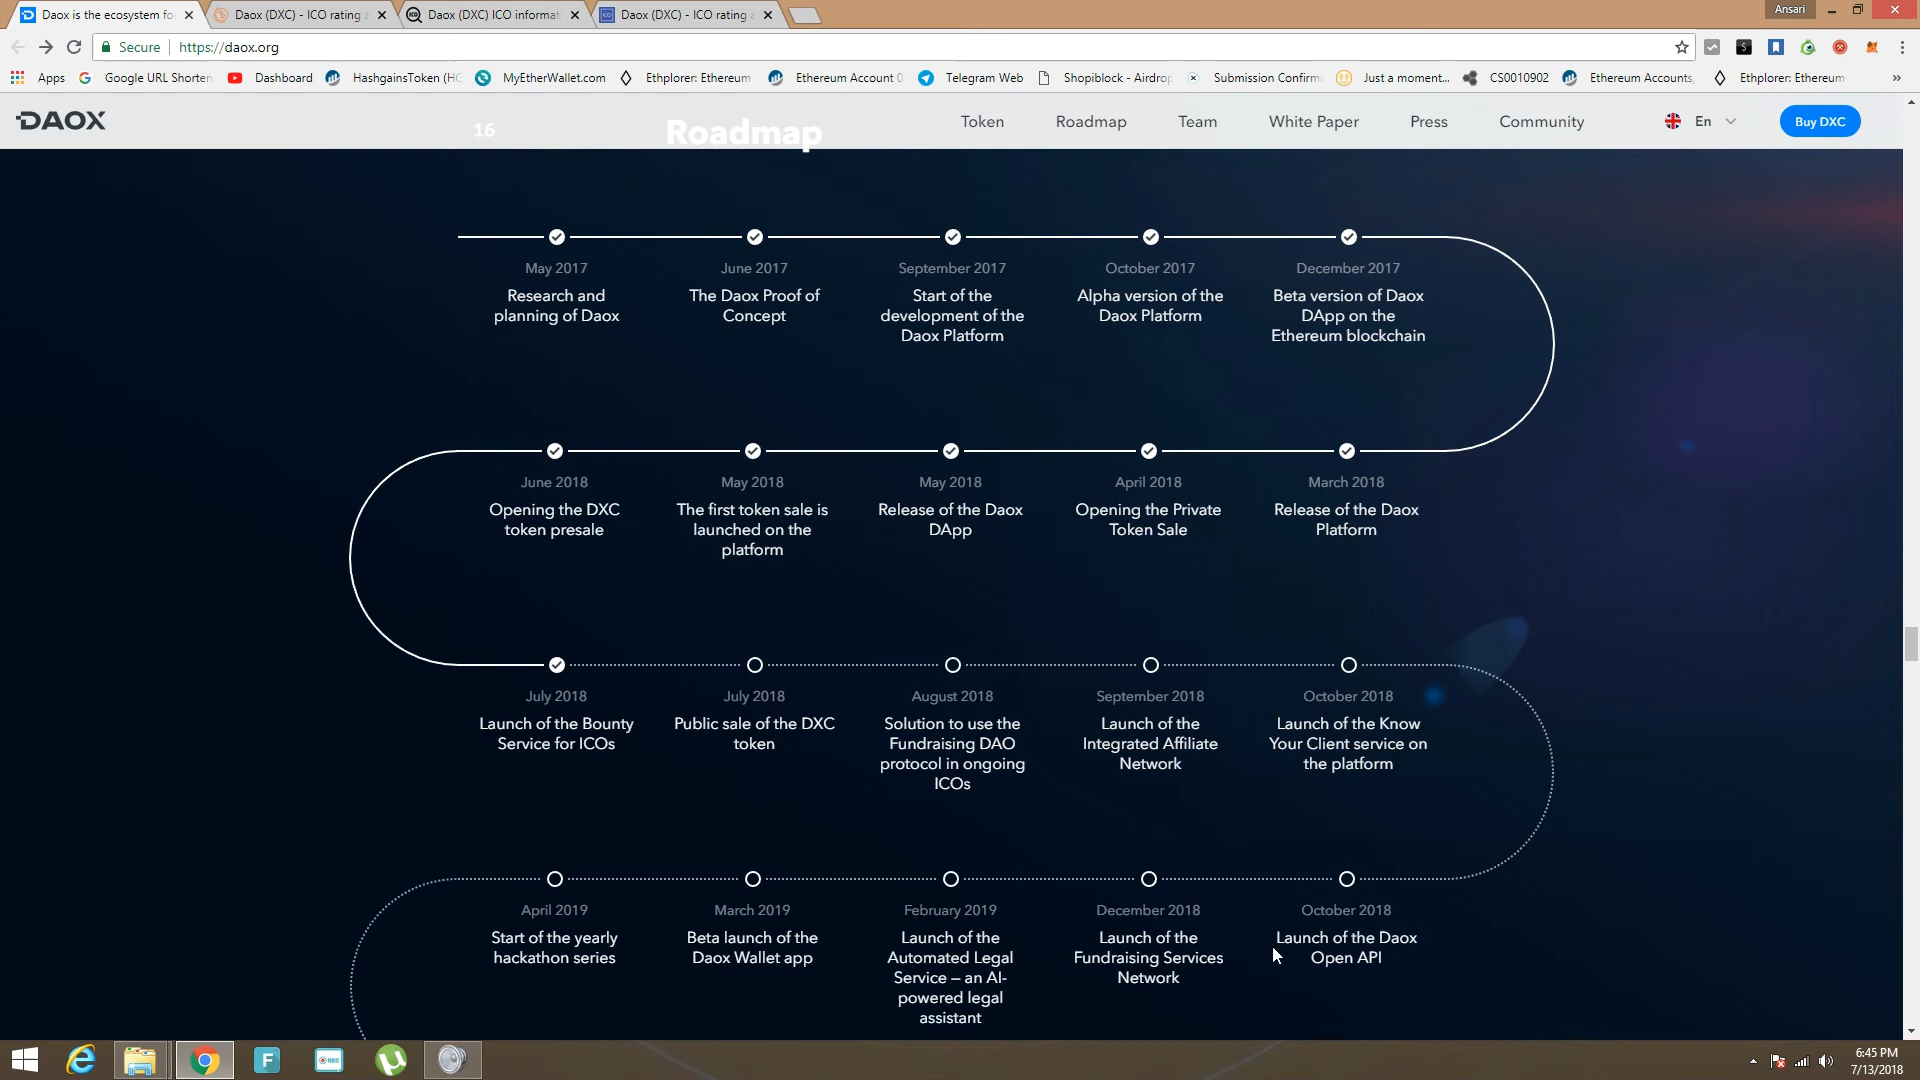 Daox is the ecosystem fo
Daox (DXC) - ICO rating a
Daox (DXC) ICO informat
Daox (DXC) - ICO rating a
Ansari
Secure
https://daox.org
Apps
Google URL Shorten
Dashboard
HashgainsToken (HG
MyEtherWallet.com
Ethplorer: Ethereum
Ethereum Account 0
Telegram Web
Shopiblock - Airdrop
Submission Confirm
Just a moment...
CS0010902
Ethereum Accounts,
Ethplorer: Ethereum
»
DAOX
16
Roadmap
Token
Roadmap
Team
White Paper
Press
Community
En
Buy DXC
May 2017
Research and
planning of Daox
June 2017
The Daox Proof of
Concept
September 2017
Start of the
development of the
Daox Platform
October 2017
Alpha version of the
Daox Platform
December 2017
Beta version of Daox
DApp on the
Ethereum blockchain
June 2018
Opening the DXC
token presale
May 2018
The first token sale is
launched on the
platform
May 2018
Release of the Daox
DApp
April 2018
Opening the Private
Token Sale
March 2018
Release of the Daox
Platform
July 2018
Launch of the Bounty
Service for ICOs
July 2018
Public sale of the DXC
token
August 2018
Solution to use the
Fundraising DAO
protocol in ongoing
ICOs
September 2018
Launch of the
Integrated Affiliate
Network
October 2018
Launch of the Know
Your Client service on
the platform
April 2019
Start of the yearly
hackathon series
March 2019
Beta launch of the
Daox Wallet app
February 2019
Launch of the
Automated Legal
Service – an AI-
powered legal
assistant
December 2018
Launch of the
Fundraising Services
Network
October 2018
Launch of the Daox
Open API
F
REC
6:45 PM
7/13/2018